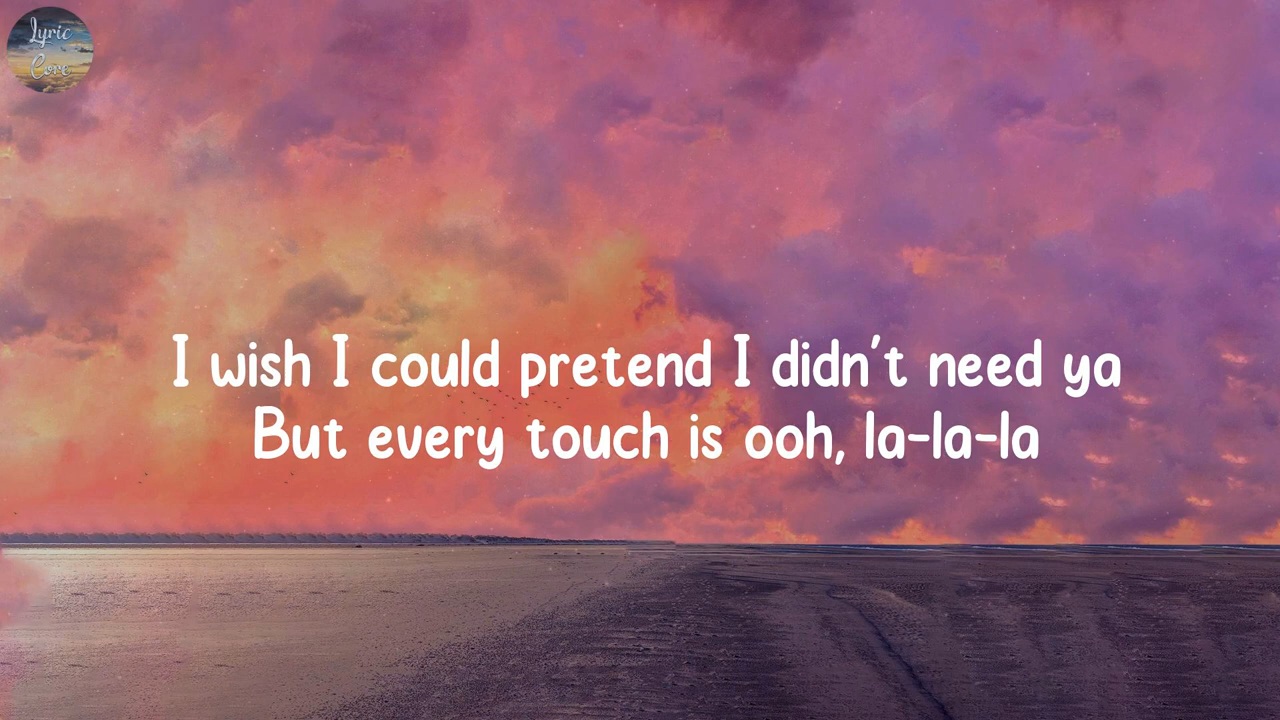 Lyric
Core
I wish I could pretend I didn't need ya
But every touch is ooh, la-la-la